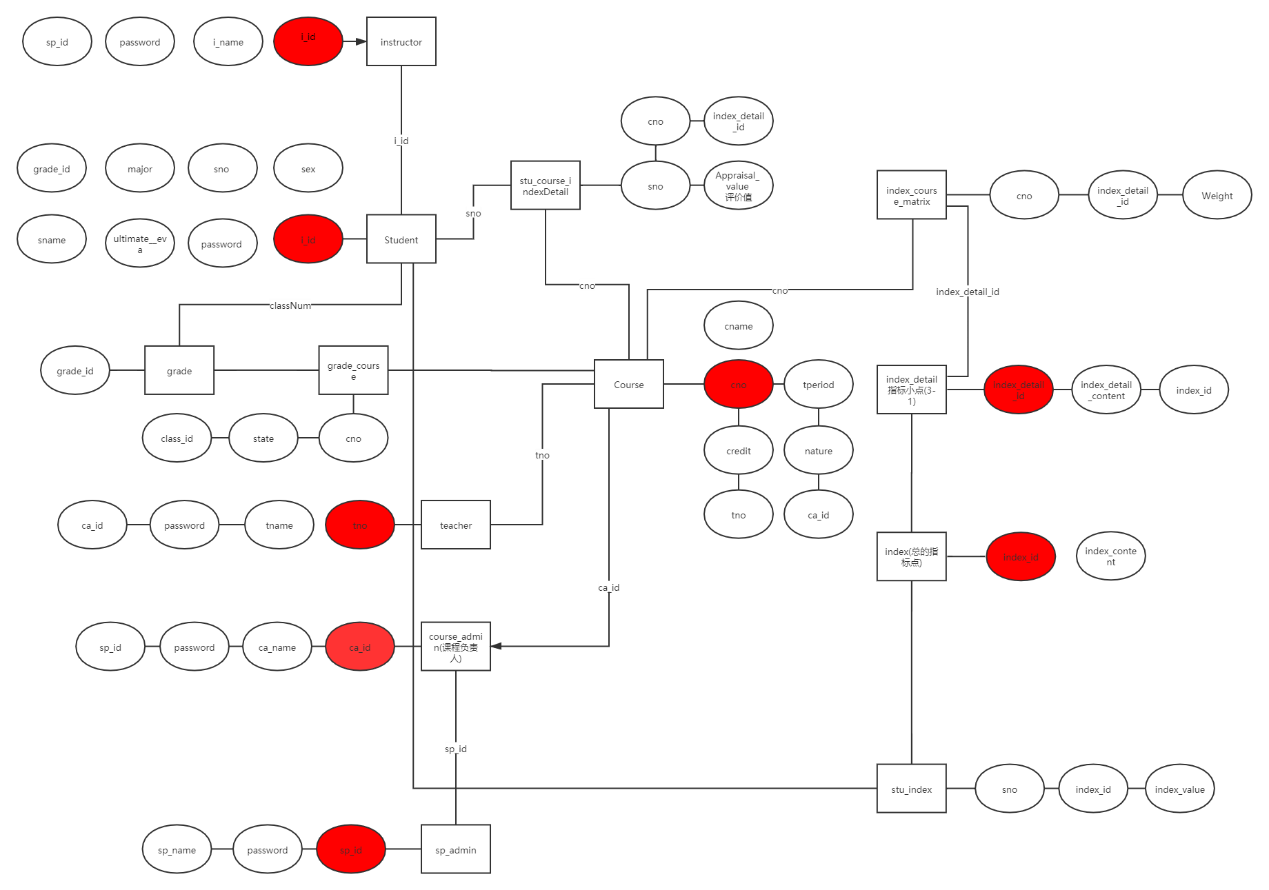 sp_id
password
i_name
i_id
instructor
i_id
cno
index_detail
_id
grade_id
major
sno
sex
stu_course_i
ndexDetail
sno
Appraisal_
value
评价值
index_cour
se_matrix
cno
index_detail
_id
Weight
sno
sname
ultimate__ev
a
password
i_id
Student
classNum
cno
cno
index_detail_id
cname
grade_id
grade
grade_cours
e
Course
cno
tperiod
index_detail
指标小点(3-
1)
Index_detail
_id
index_detail
_content
index_id
class_id
state
cno
tno
credit
nature
ca_id
password
tname
tno
teacher
tno
ca_id
index(总的指
标点)
Index_id
index_conte
nt
ca_id
sp_id
password
ca_name
ca_id
course_admi
n(课程负责
人)
sp_id
stu_index
sno
index_id
index_value
sp_name
password
sp_id
sp_admin